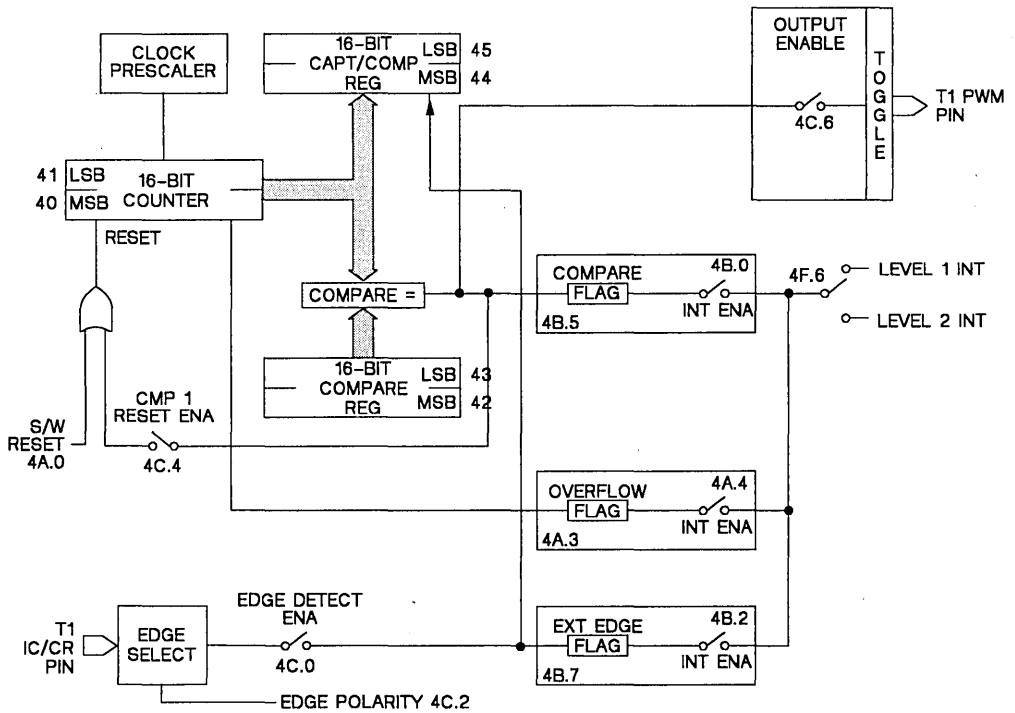 CLOCK
PRESCALER
16-BIT
CAPT/COMP
REG
LSB 45
MSB 44
OUTPUT
ENABLE
4C.6
TOGGLE
T1 PWM
PIN
41 LSB
40 MSB
16-BIT
COUNTER
RESET
COMPARE =
COMPARE
FLAG
4B.0
INT ENA
4B.5
4F.6
LEVEL 1 INT
LEVEL 2 INT
16-BIT
COMPARE
REG
LSB 43
MSB 42
CMP 1
RESET ENA
4C.4
S/W
RESET
4A.0
OVERFLOW
FLAG
4A.4
INT ENA
4A.3
T1
IC/CR
PIN
EDGE
SELECT
EDGE DETECT
ENA
4C.0
EXT EDGE
FLAG
4B.2
INT ENA
4B.7
EDGE POLARITY 4C.2